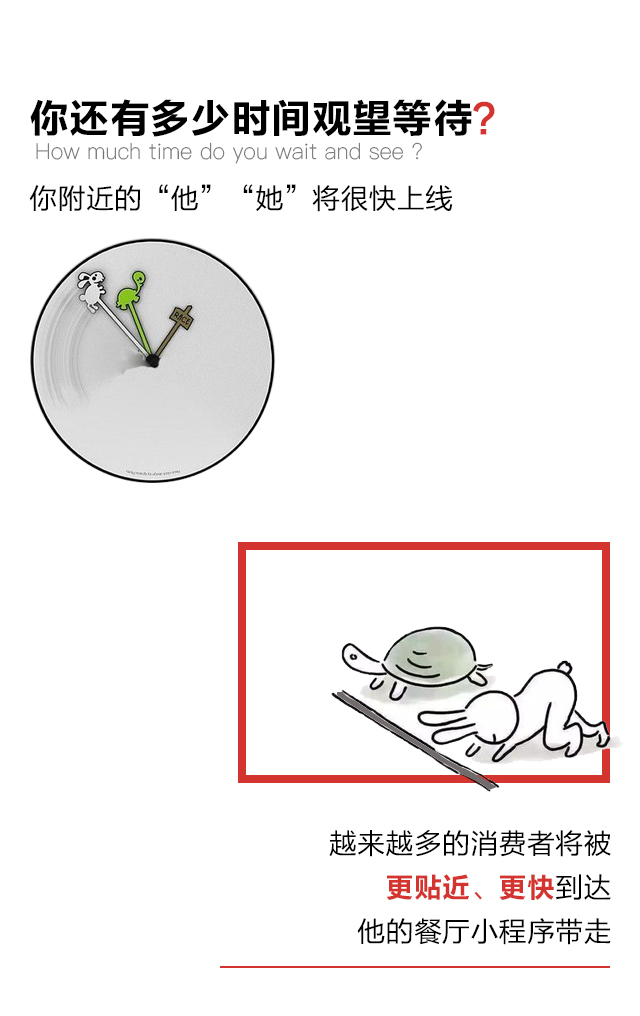 你还有多少时间观望等待?
How much time do you wait and see ?
你附近的“他”“她”将很快上线
RACE
越来越多的消费者将被
更贴近、更快到达
他的餐厅小程序带走